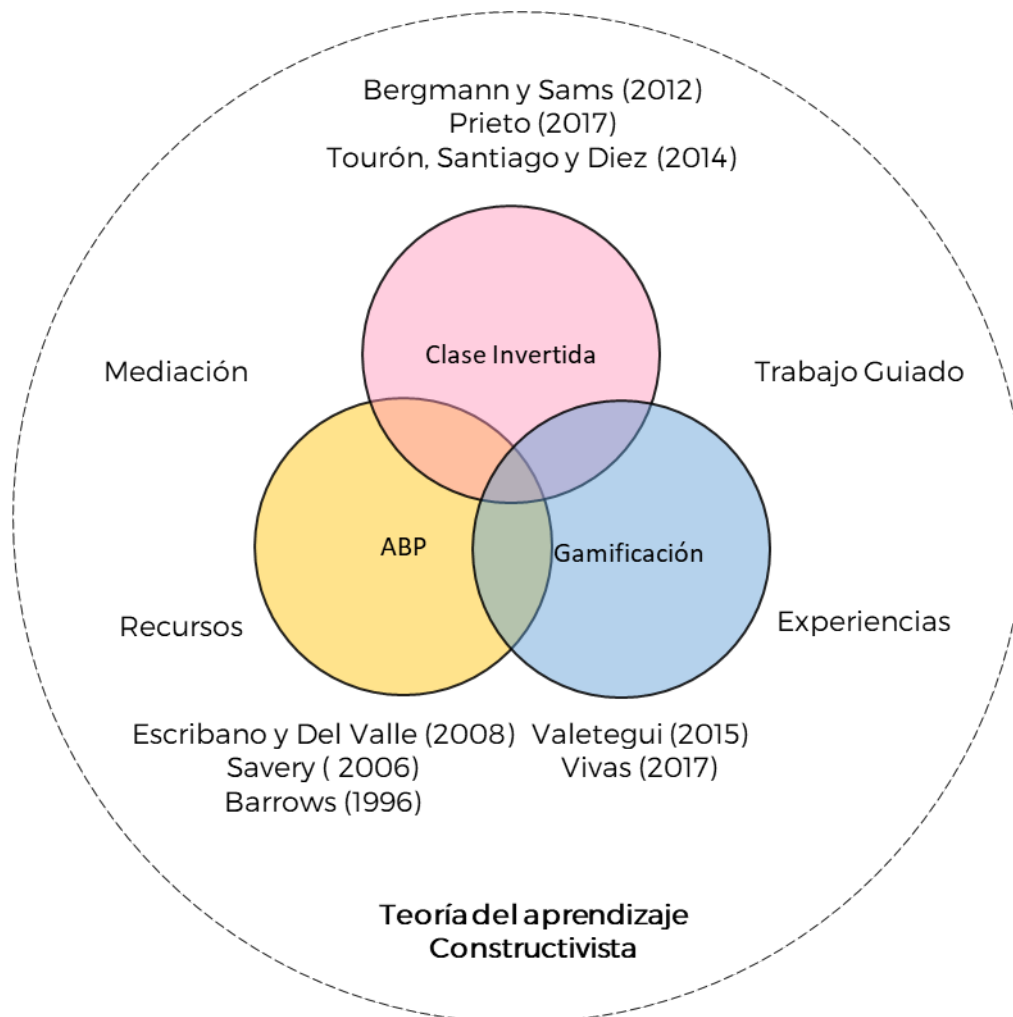 Bergmann y Sams (2012)
Prieto (2017)
Tourón, Santiago y Diez (2014)
Clase Invertida
Mediación
Trabajo Guiado
ABP
Gamificación
Recursos
Experiencias
Escribano y Del Valle (2008)
Savery ( 2006)
Barrows (1996)
Valetegui (2015)
Vivas (2017)
Teoría del aprendizaje
Constructivista